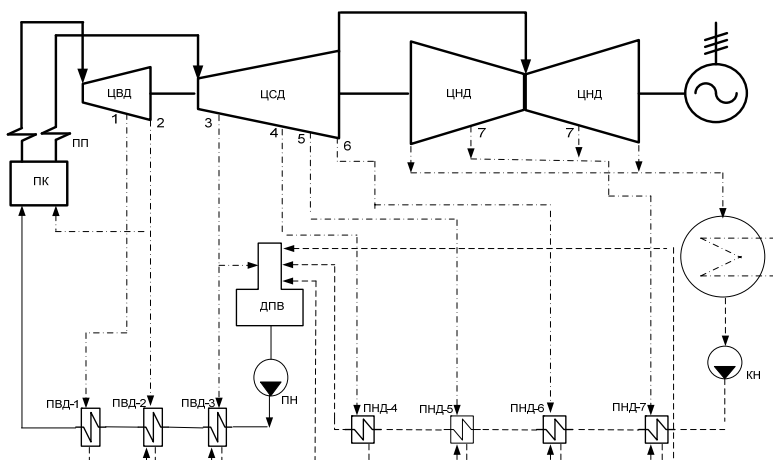 ЦВД
ЦСД
ЦНД
ЦНД
1
2
3
4
5
6
7
7
ПП
ПК
ДПВ
ПН
КН
ПВД-1
ПВД-2
ПВД-3
ПНД-4
ПНД-5
ПНД-6
ПНД-7